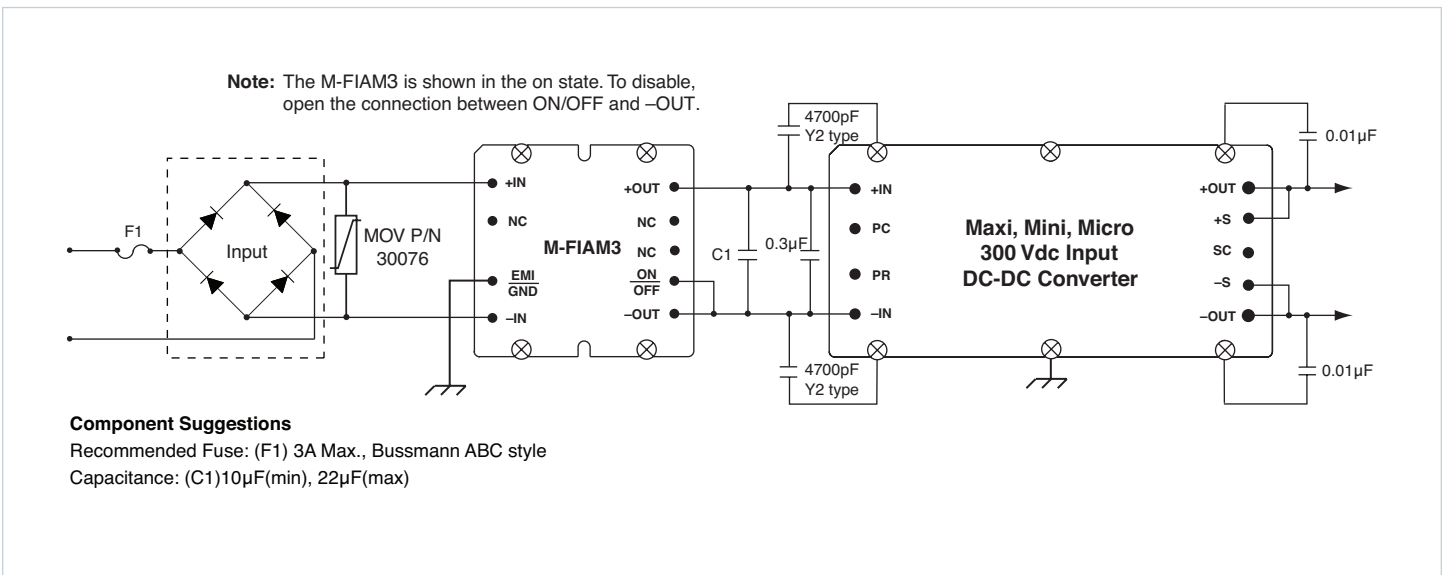 Note: The M-FIAM3 is shown in the on state. To disable,
open the connection between ON/OFF and –OUT.
F1
Input
MOV P/N
30076
+IN
NC
EMI
GND
–IN
M-FIAM3
+OUT
NC
NC
ON
OFF
–OUT
C1
0.3µF
4700pF
Y2 type
4700pF
Y2 type
+IN
PC
PR
–IN
Maxi, Mini, Micro
300 Vdc Input
DC-DC Converter
+OUT
+S
SC
–S
–OUT
0.01µF
0.01µF
Component Suggestions
Recommended Fuse: (F1) 3A Max., Bussmann ABC style
Capacitance: (C1)10µF(min), 22µF(max)